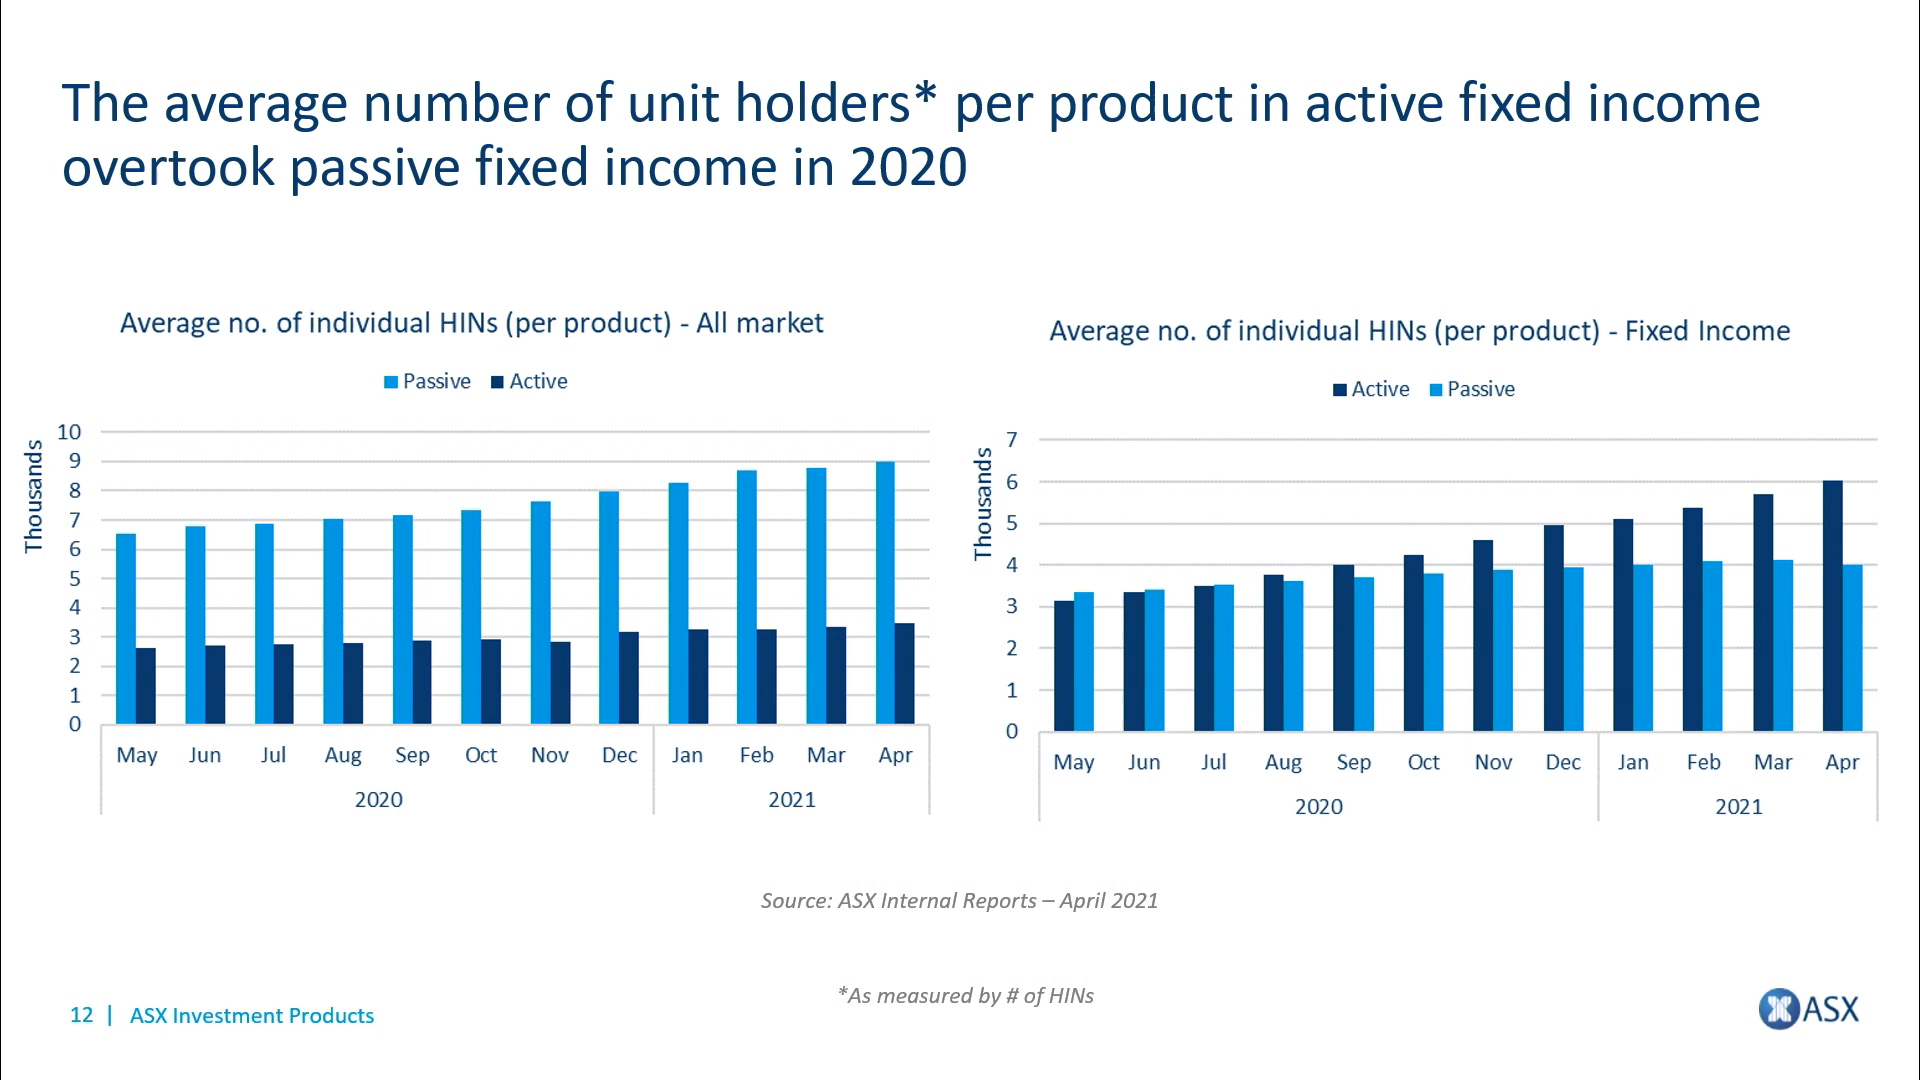 The average number of unit holders* per product in active fixed income
overtook passive fixed income in 2020
Average no. of individual HINs (per product) - All market
Passive Active
Thousands
10
9
8
7
6
5
4
3
2
1
0
May Jun Jul Aug Sep Oct Nov Dec Jan Feb Mar Apr
2020 2021
Average no. of individual HINs (per product) - Fixed Income
Active Passive
Thousands
7
6
5
4
3
2
1
0
May Jun Jul Aug Sep Oct Nov Dec Jan Feb Mar Apr
2020 2021
Source: ASX Internal Reports – April 2021
*As measured by # of HINs
12 | ASX Investment Products
ASX